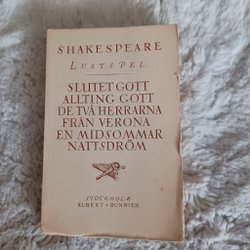 SHAKESPEARE
LUSTSPEL:
SLUTET GOTT
ALLTING GOTT
DE TVÅ HERRARNA
FRÅN VERONA
EN MIDSOMMAR
NATTSDRÖM
STOCKHOLM
ALBERT BONNIER